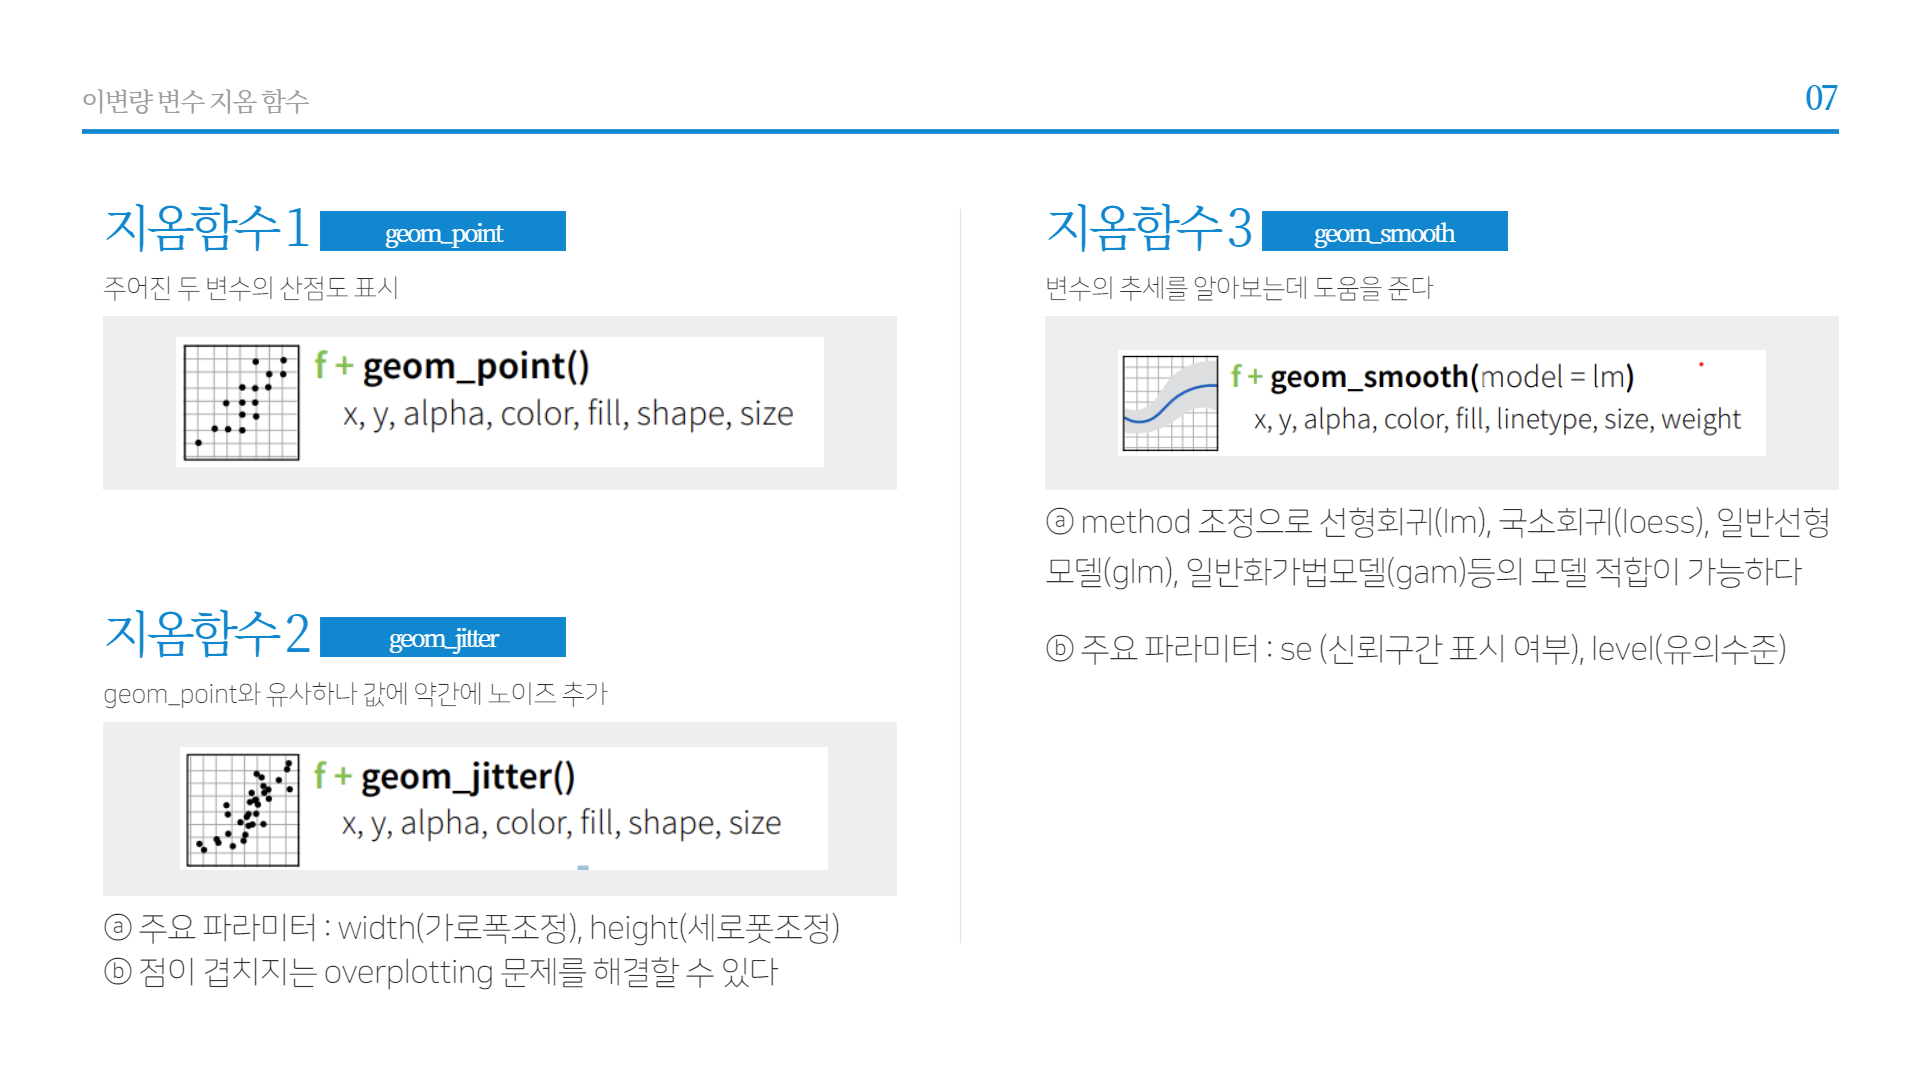 이변량 변수 지옴 함수
07
지옴함수 1
geom_point
주어진 두 변수의 산점도 표시
f + geom_point()
x, y, alpha, color, fill, shape, size
지옴함수 2
geom_jitter
geom_point와 유사하나 값에 약간에 노이즈 추가
f + geom_jitter()
x, y, alpha, color, fill, shape, size
ⓐ 주요 파라미터 : width(가로폭조정), height(세로폿조정)
ⓑ 점이 겹치지는 overplotting 문제를 해결할 수 있다
지옴함수 3
geom_smooth
변수의 추세를 알아보는데 도움을 준다
f + geom_smooth(model = lm)
x, y, alpha, color, fill, linetype, size, weight
ⓐ method 조정으로 선형회귀(lm), 국소회귀(loess), 일반선형
모델(glm), 일반화가법모델(gam)등의 모델 적합이 가능하다
ⓑ 주요 파라미터 : se (신뢰구간 표시 여부), level(유의수준)